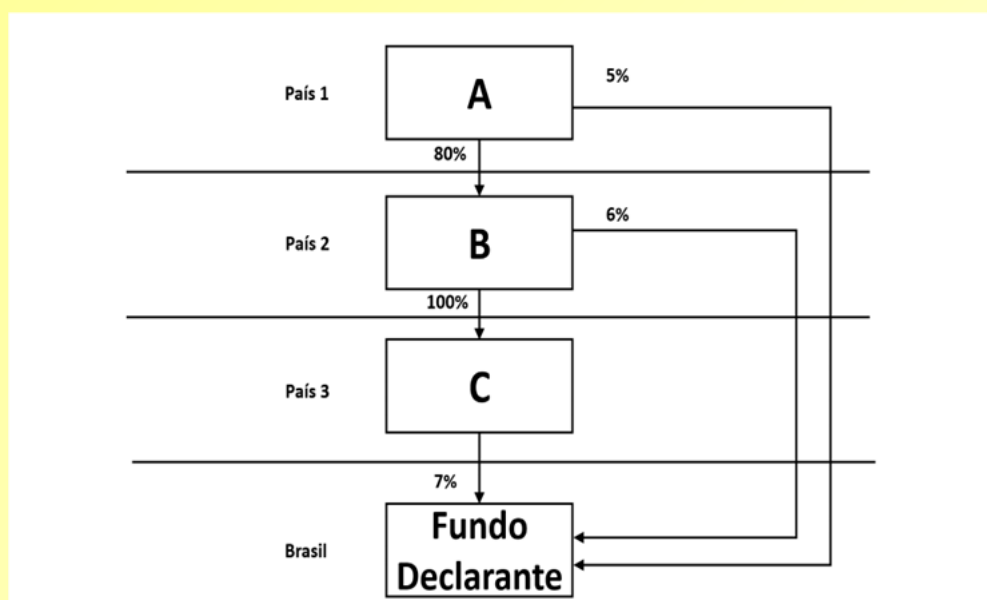 País 1
A
5%
80%
País 2
B
6%
100%
País 3
C
7%
Brasil
Fundo
Declarante